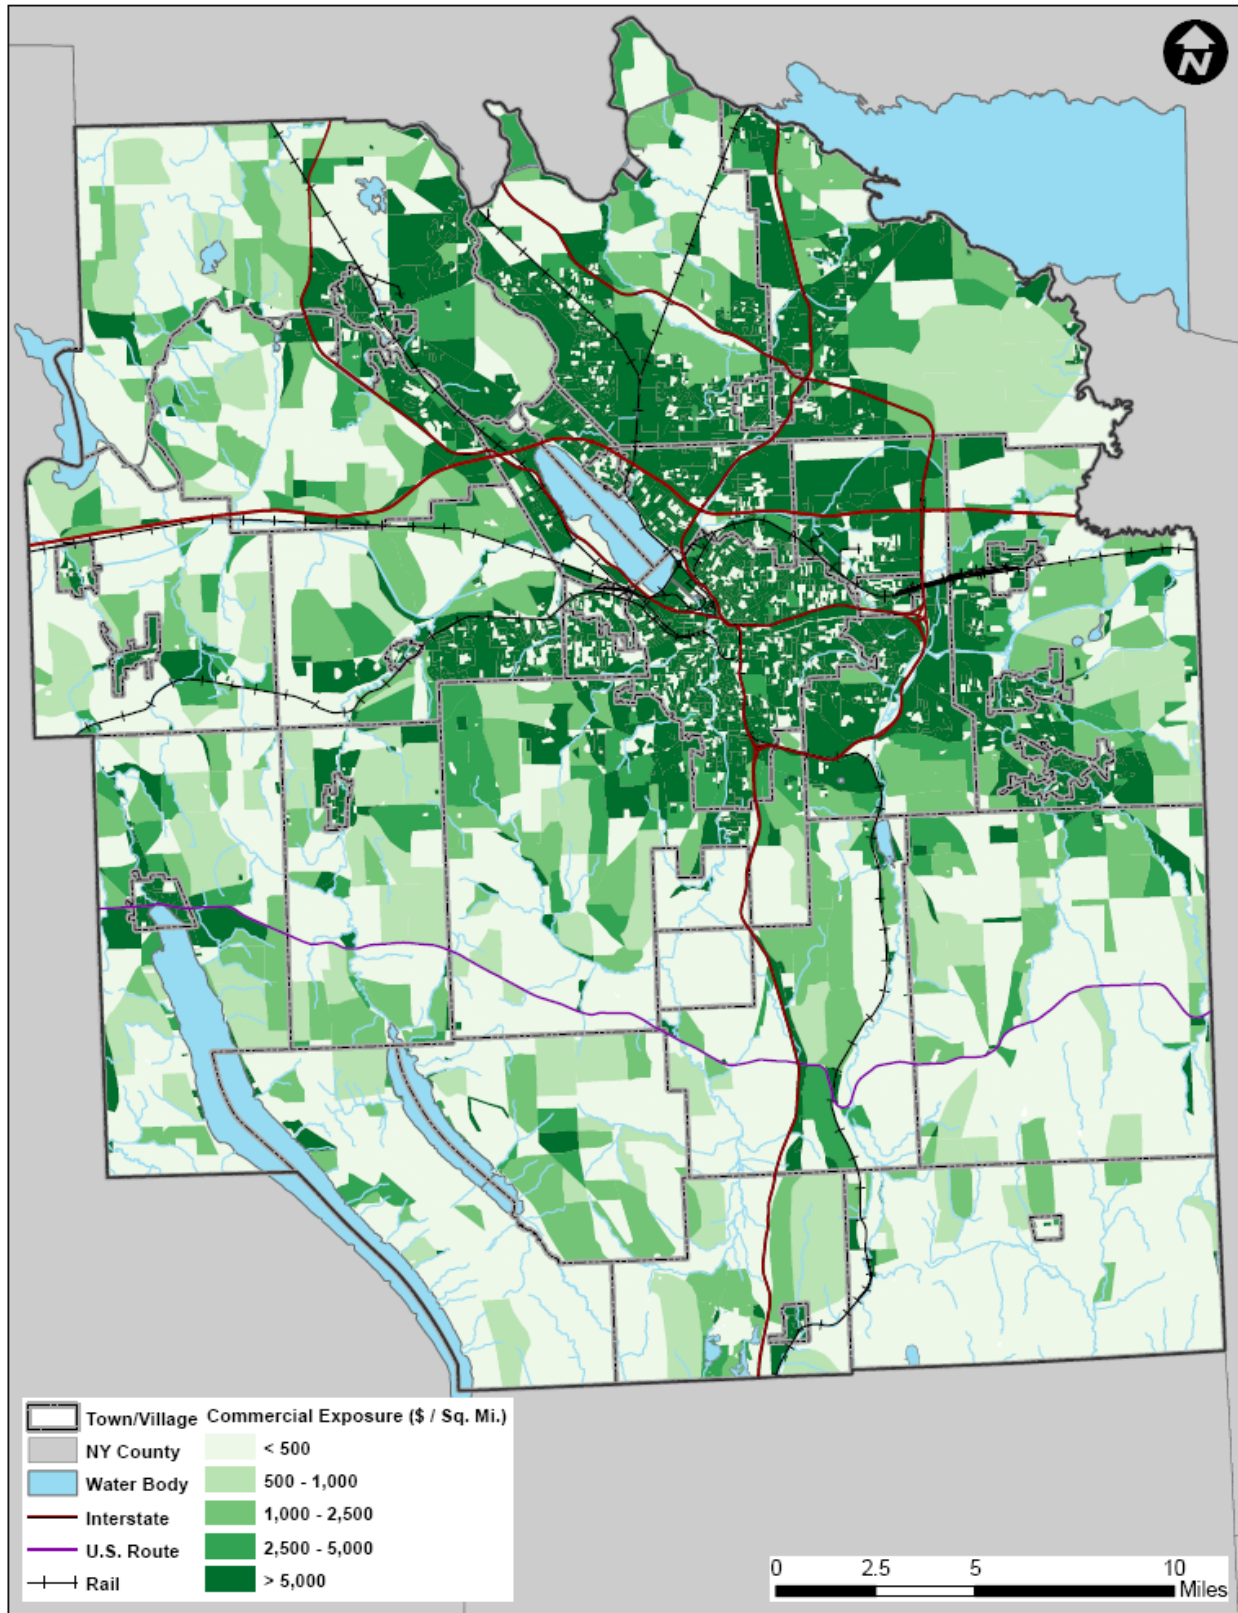 N
Town/Village
NY County
Water Body
Interstate
U.S. Route
Rail
Commercial Exposure ($ / Sq. Mi.)
< 500
500 - 1,000
1,000 - 2,500
2,500 - 5,000
> 5,000
0 2.5 5 10
Miles